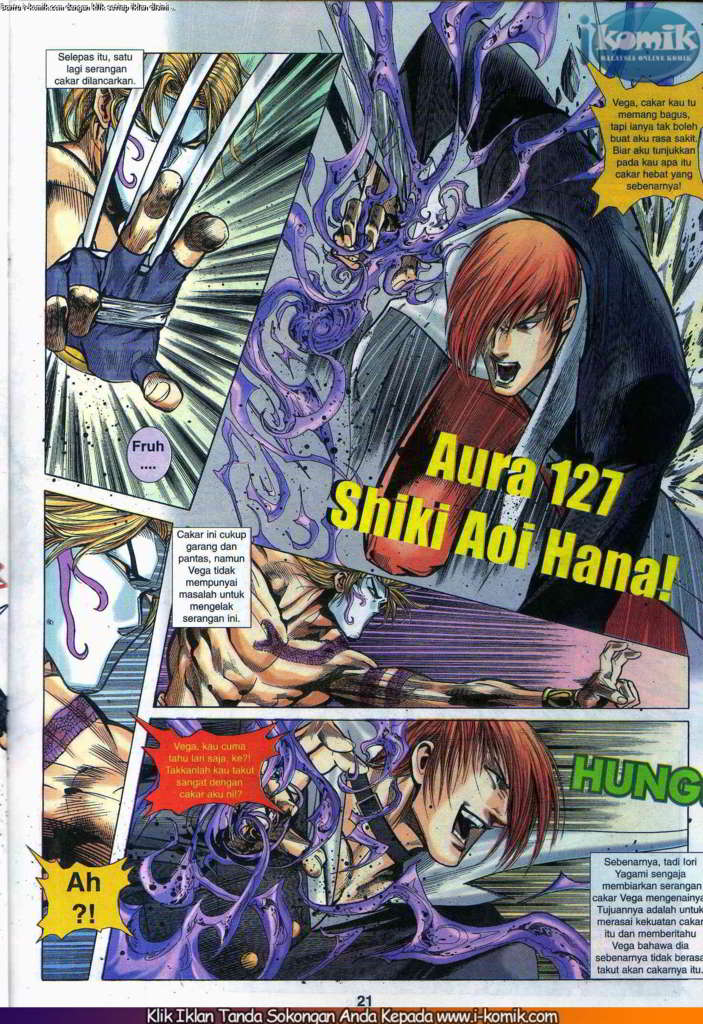 ikomik
MALAYSIA ONLINE KOMIK
Selepas itu, satu
lagi serangan
cakar dilancarkan.
Vega, cakar kau tu
memang bagus,
tapi ianya tak boleh
buat aku rasa sakit.
Biar aku tunjukkan
pada kau apa itu
cakar hebat yang
sebenarnya!
Fruh
....
Aura 127
Shiki Aoi Hana!
Cakar ini cukup
garang dan
pantas, namun
Vega tidak
mempunyai
masalah untuk
mengelak
serangan ini.
Vega, kau cuma
tahu lari saja, ke?!
Takkanlah kau takut
sangat dengan
cakar aku ni!?
HUNG
Ah
?!
Sebenarnya, tadi Iori
Yagami sengaja
membiarkan serangan
cakar Vega mengenainya
Tujuannya adalah untuk
merasai kekuatan cakar
itu dan memberitahu
Vega bahawa dia
sebenarnya tidak berasa
takut akan cakarnya itu.
21
Klik Iklan Tanda Sokongan Anda Kepada www.i-komik.com